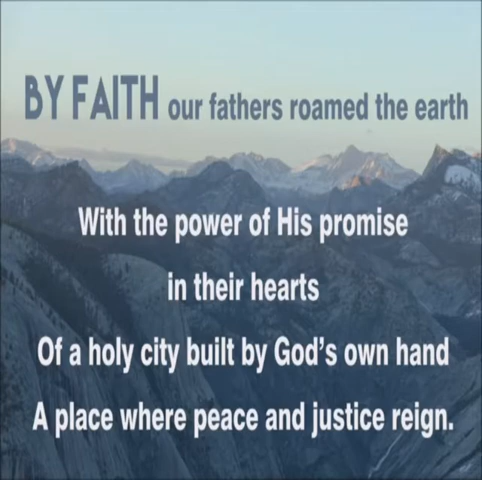 BY FAITH our fathers roamed the earth
With the power of His promise
in their hearts
Of a holy city built by God's own hand
A place where peace and justice reign.